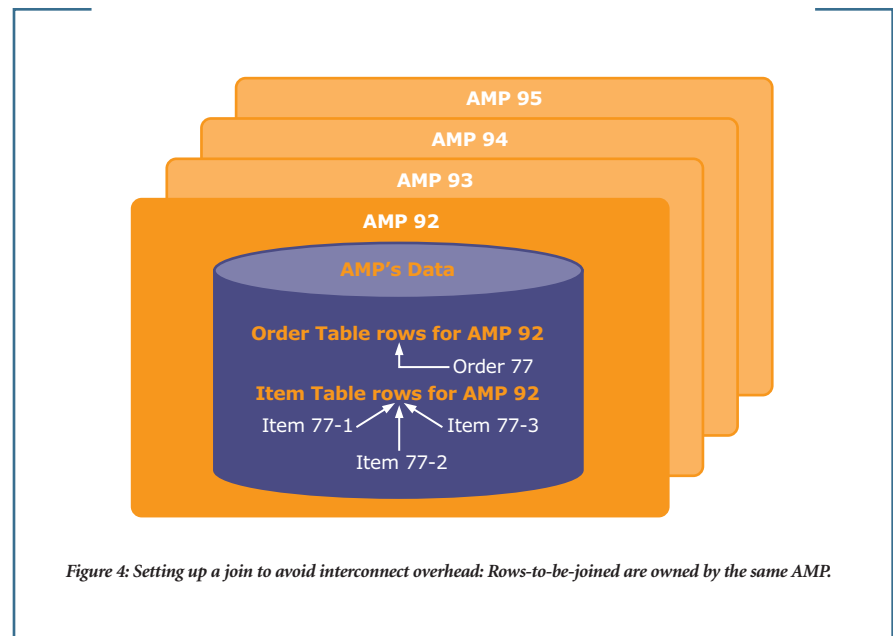 AMP 95
AMP 94
AMP 93
AMP 92
AMP's Data
Order Table rows for AMP 92
Order 77
Item Table rows for AMP 92
Item 77-1
Item 77-3
Item 77-2
Figure 4: Setting up a join to avoid interconnect overhead: Rows-to-be-joined are owned by the same AMP.